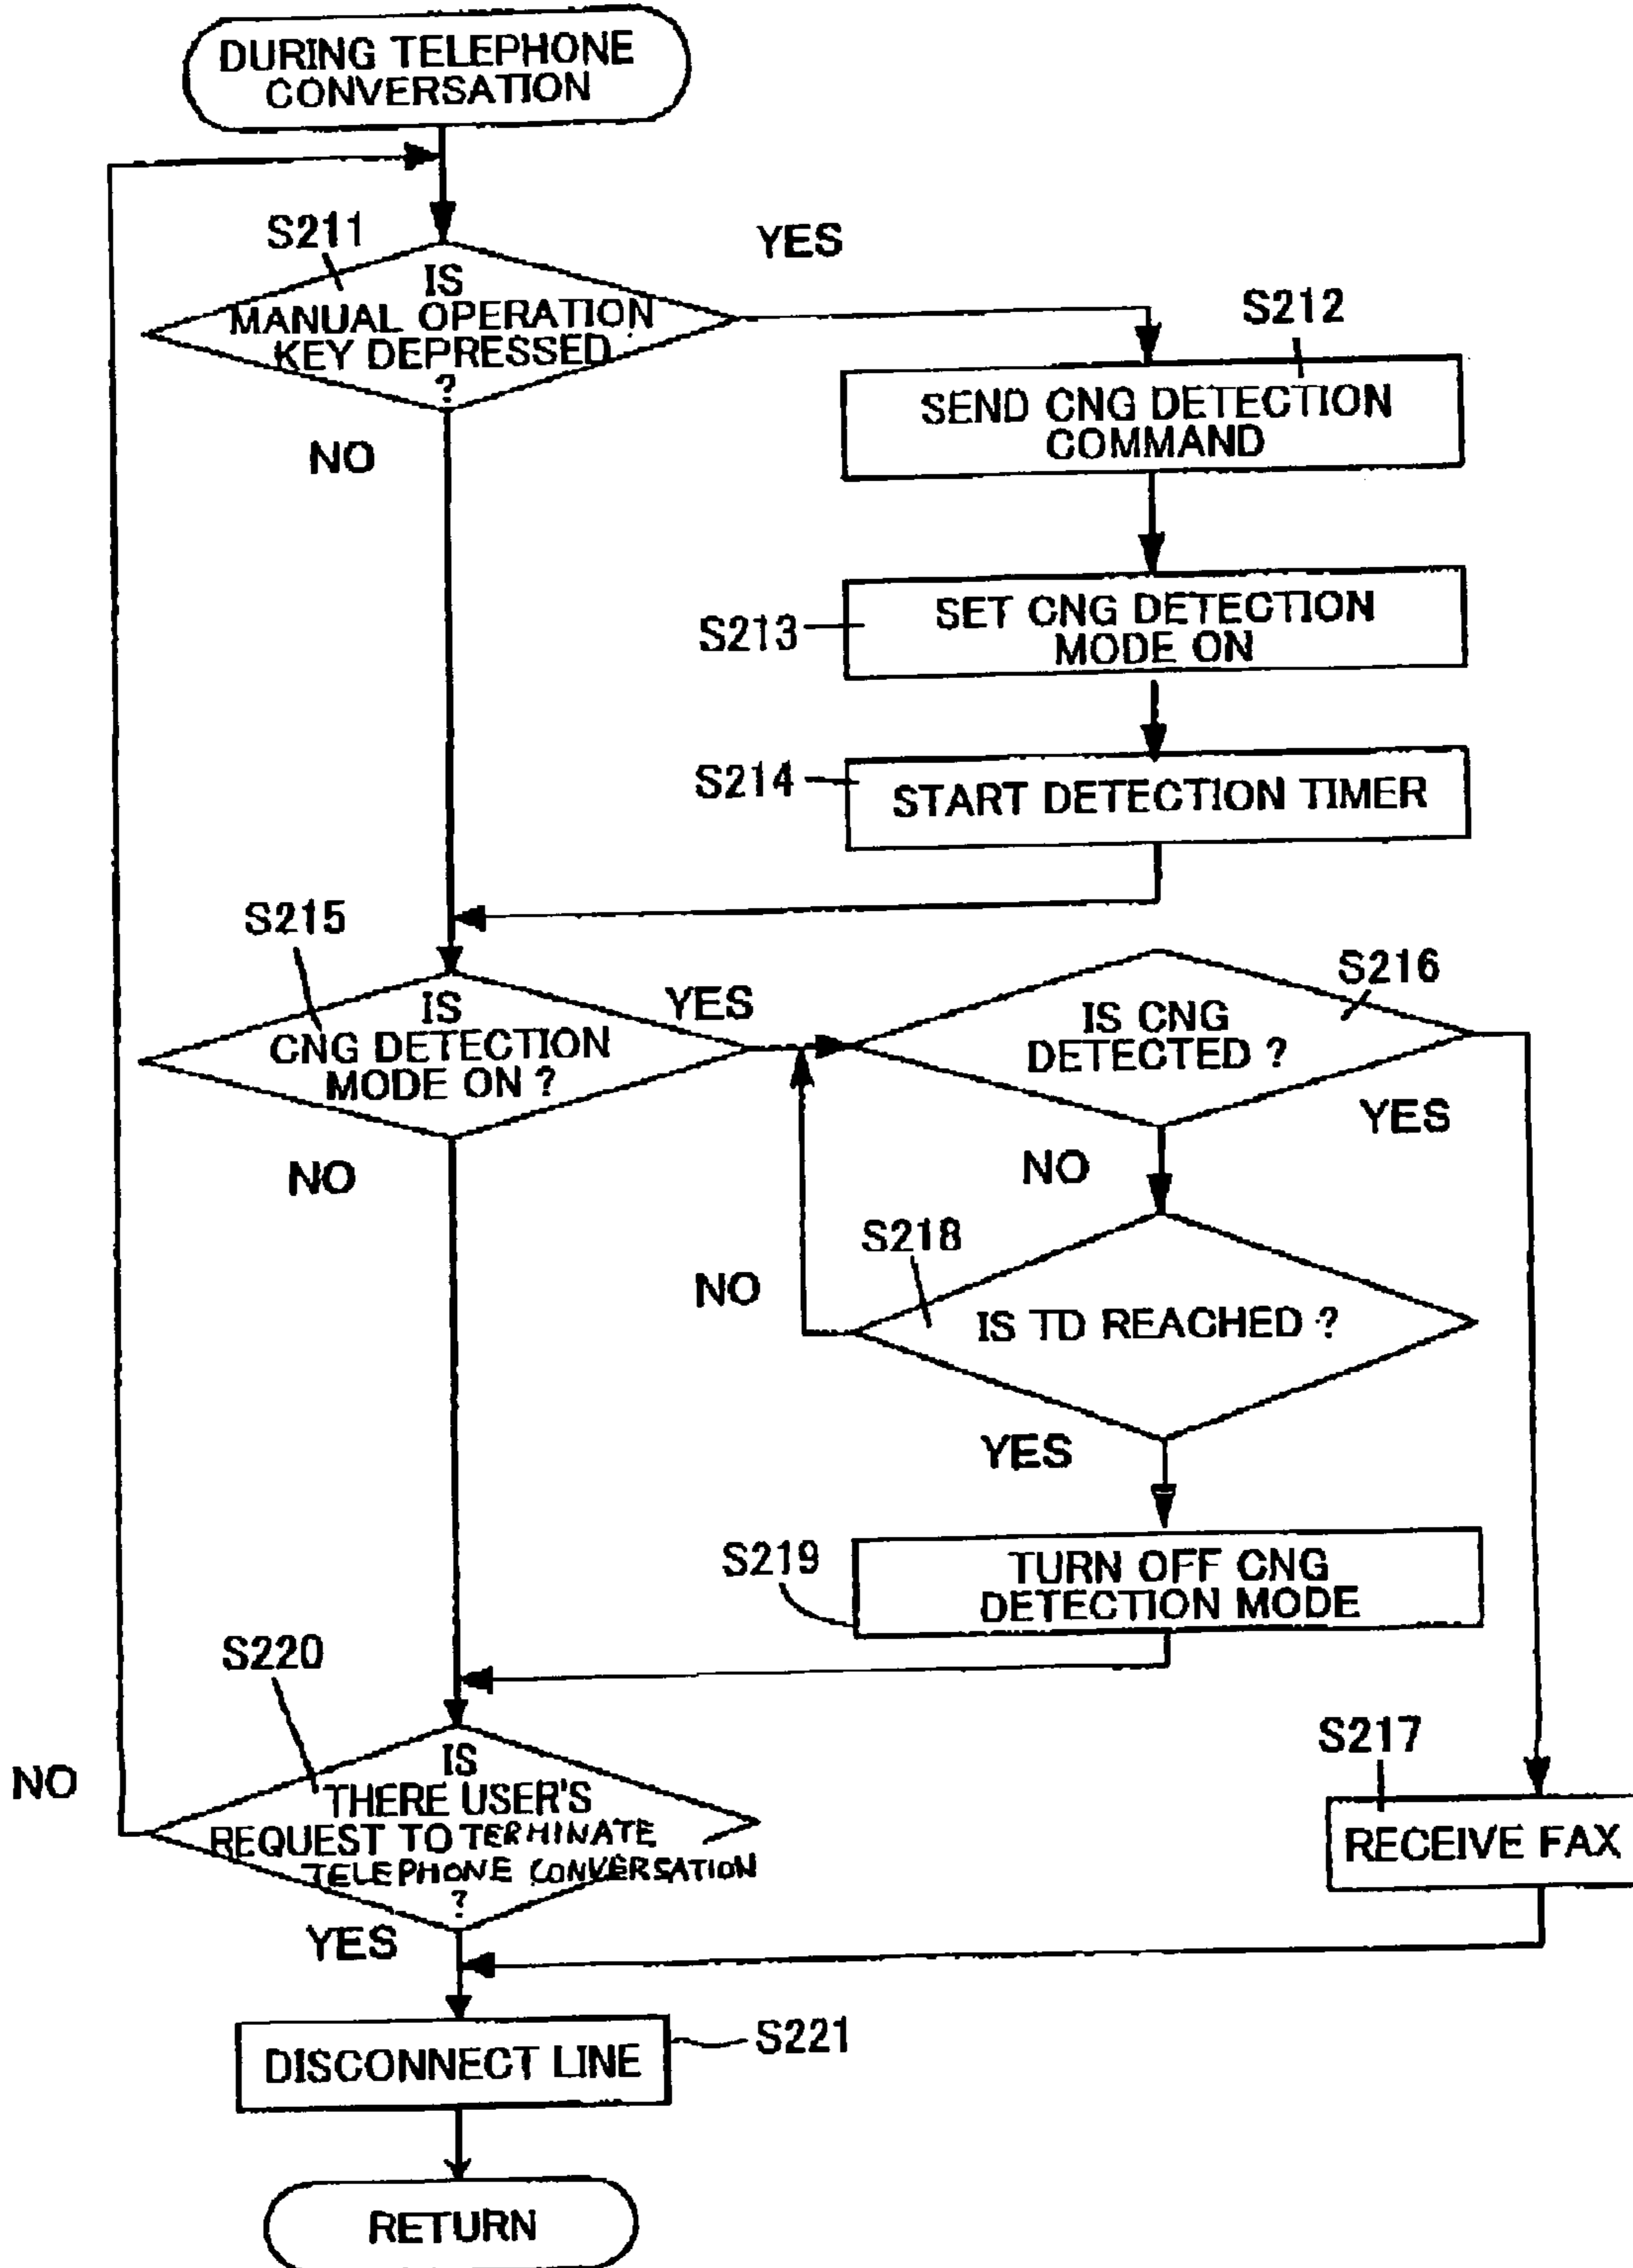 DURING TELEPHONE
CONVERSATION
S211
YES
IS
MANUAL OPERATION
KEY DEPRESSED
?
NO
S212
SEND CNG DETECTION
COMMAND
S213
SET CNG DETECTION
MODE ON
S214
START DETECTION TIMER
S215
IS
CNG DETECTION
MODE ON ?
YES
NO
S216
IS CNG
DETECTED ?
YES
NO
S218
NO
IS TD REACHED ?
YES
S219
TURN OFF CNG
DETECTION MODE
S220
NO
IS
THERE USER'S
REQUEST TO TERMINATE
TELEPHONE CONVERSATION
?
YES
S217
RECEIVE FAX
DISCONNECT LINE
S221
RETURN